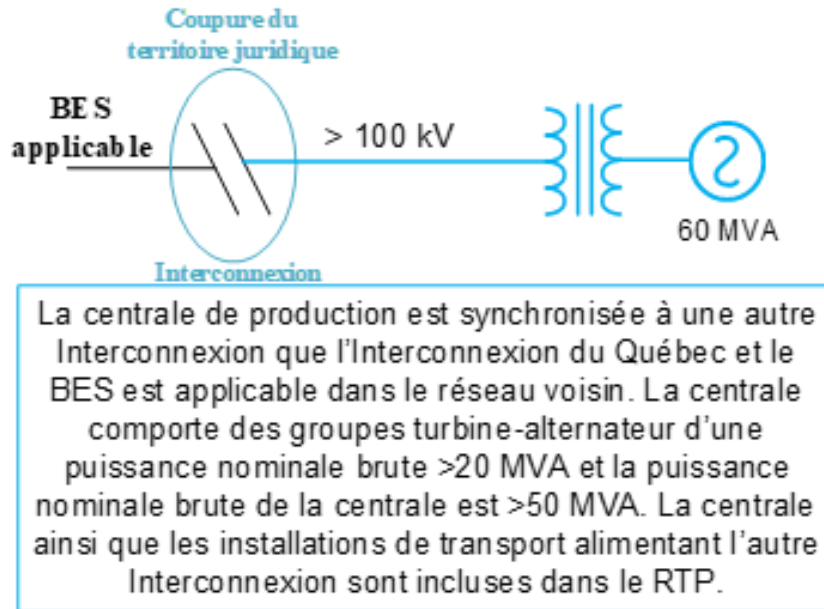 Coupure du
territoire juridique
BES
applicable
> 100 kV
60 MVA
Interconnexion
La centrale de production est synchronisée à une autre
Interconnexion que l’Interconnexion du Québec et le
BES est applicable dans le réseau voisin. La centrale
comporte des groupes turbine-alternateur d’une
puissance nominale brute >20 MVA et la puissance
nominale brute de la centrale est >50 MVA. La centrale
ainsi que les installations de transport alimentant l’autre
Interconnexion sont incluses dans le RTP.